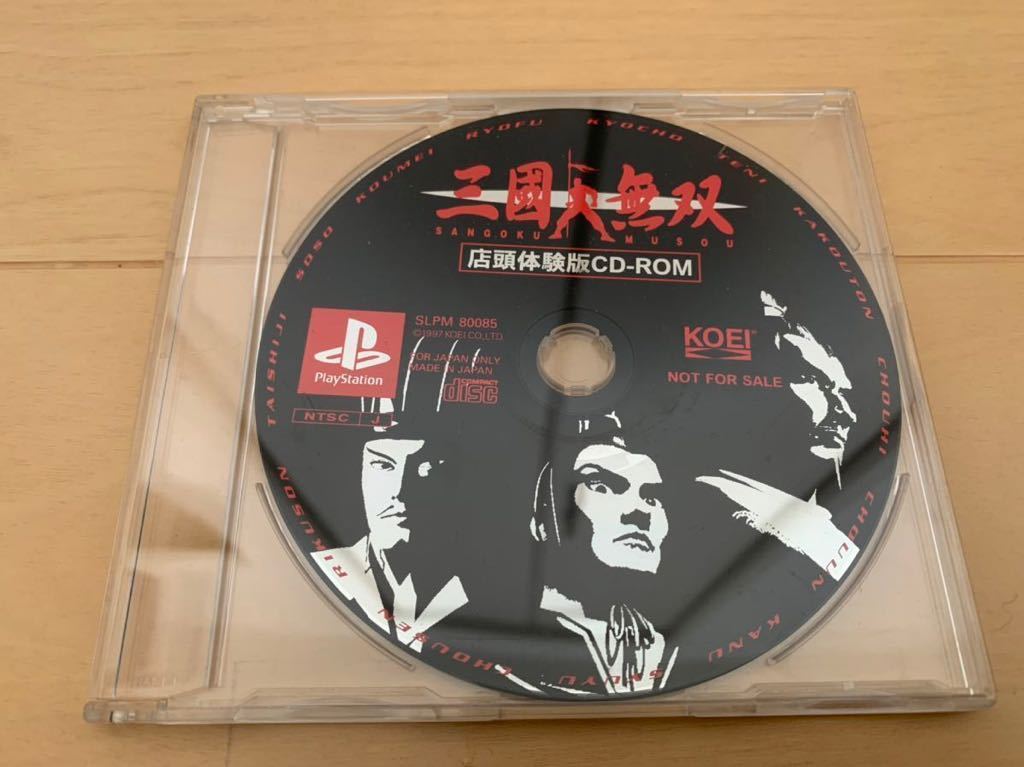 TAISHIJI SOSO KOUMEI RYOFU KYOCHO TENI KAKOUTON CHOUHI CHOUUN KANU SHUYU CHOUSEN RIKUSON
三國無双
SANGOKU MUSOU
店頭体験版CD-ROM
PlayStation
SLPM 80085
©1997 KOEI CO.,LTD.
FOR JAPAN ONLY
MADE IN JAPAN
COMPACT
disc
NTSC J
KOEI®
NOT FOR SALE